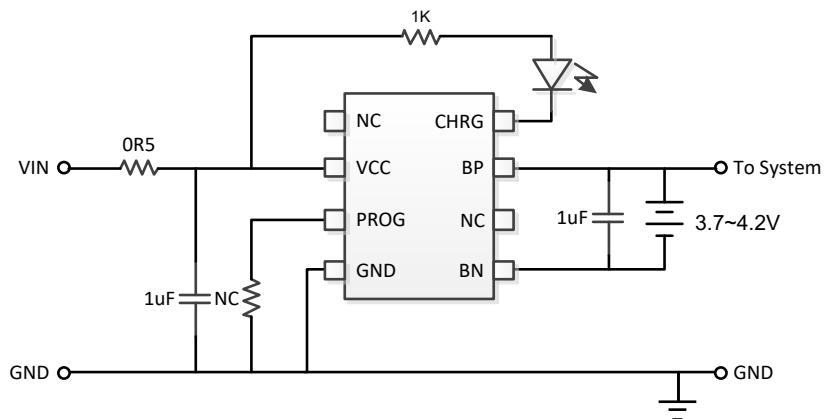 1K
NC
CHRG
VIN
0R5
VCC
BP
To System
PROG
NC
1uF
3.7~4.2V
GND
BN
1uF
NC
GND
GND